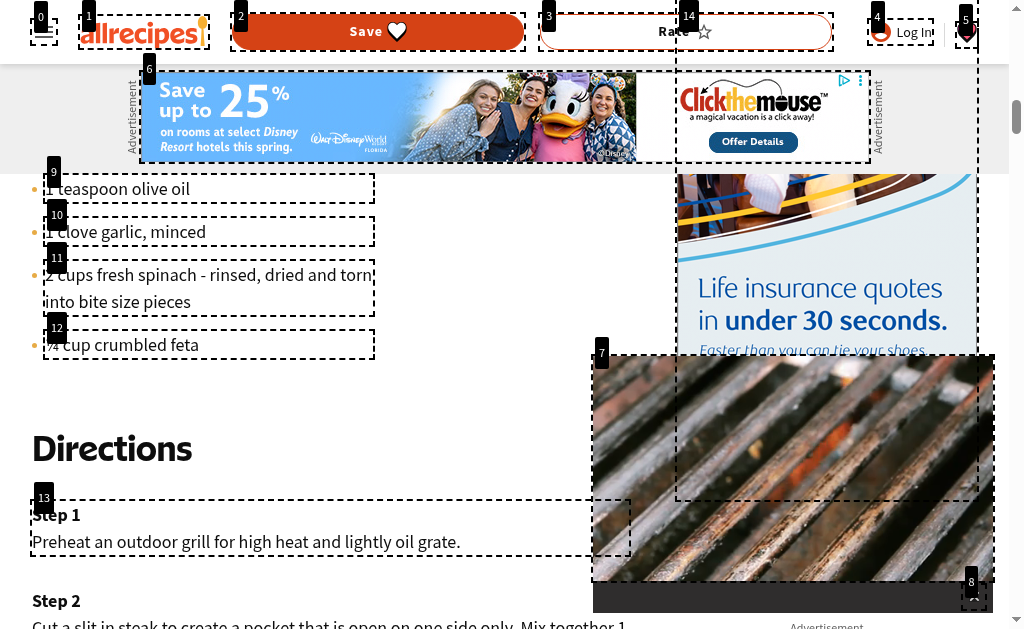 0
1
2
3
14
4
5
allrecipes
Save
Rate
Log In
6
Advertisement
Save
up to 25%
on rooms at select Disney
Resort hotels this spring.
Walt Disney World
FLORIDA
©Disney
Clickthemouse™
a magical vacation is a click away!
Offer Details
Advertisement
9
1 teaspoon olive oil
10
1 clove garlic, minced
11
2 cups fresh spinach - rinsed, dried and torn
into bite size pieces
12
¼ cup crumbled feta
Life insurance quotes
in under 30 seconds.
Faster than you can tie your shoes.
7
Directions
13
Step 1
Preheat an outdoor grill for high heat and lightly oil grate.
8
Step 2
Cut a slit in steak to create a pocket that is open on one side only. Mix together 1
Advertisement